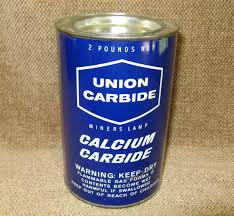 2 POUNDS NET
UNION
CARBIDE
MINERS LAMP
CALCIUM
CARBIDE
WARNING: KEEP DRY
FLAMMABLE GAS FORMS IF
CONTENTS BECOME WET
HARMFUL IF SWALLOWED
KEEP OUT OF REACH OF CHILDREN